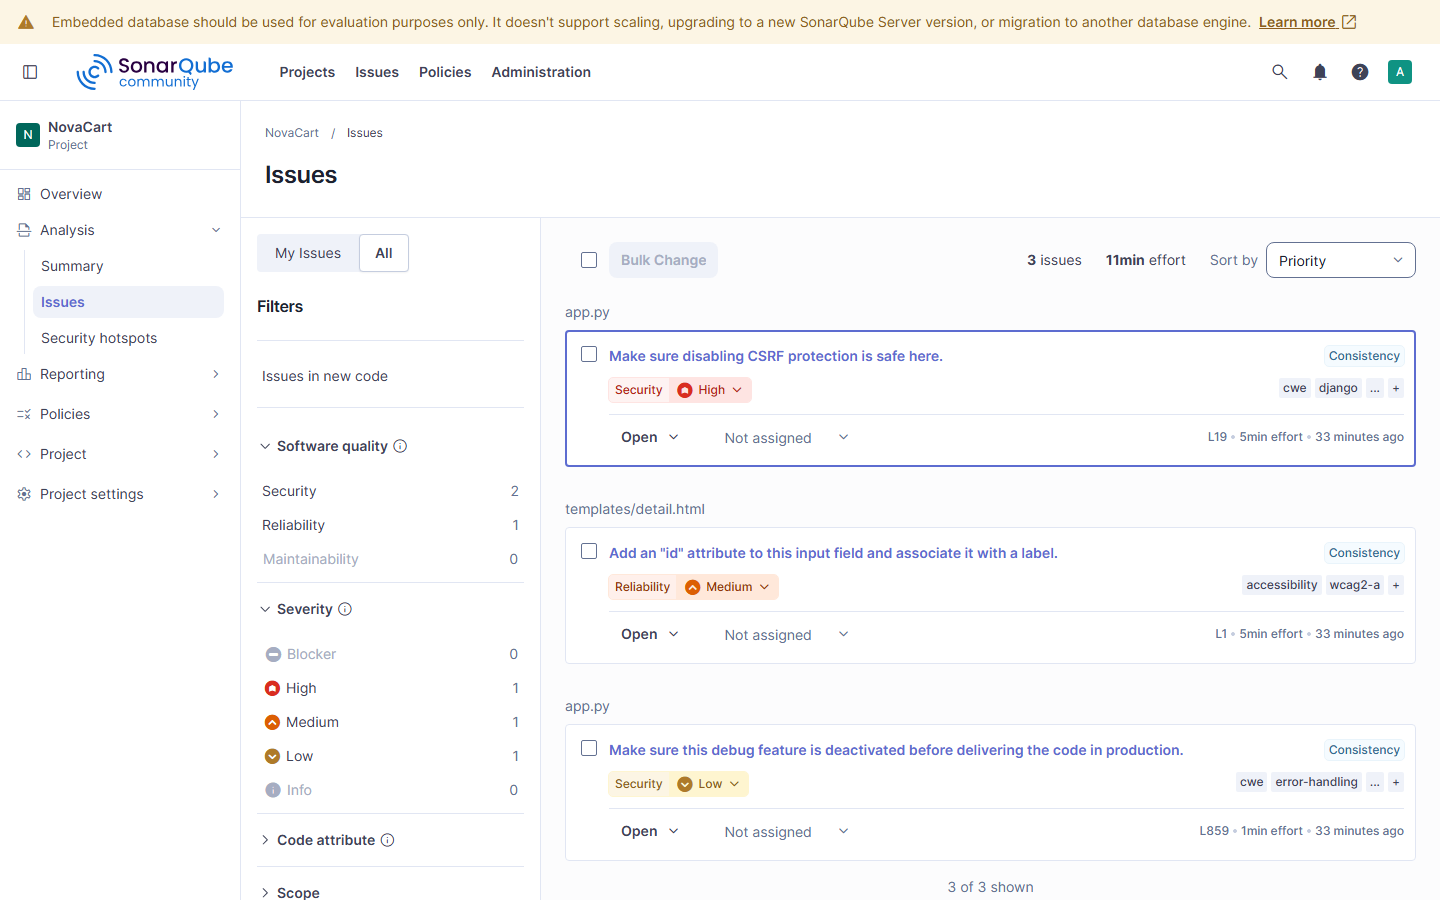 Embedded database should be used for evaluation purposes only. It doesn't support scaling, upgrading to a new SonarQube Server version, or migration to another database engine. Learn more
SonarQube community
Projects Issues Policies Administration
? A
N NovaCart
Project
Overview
Analysis
Summary
Issues
Security hotspots
Reporting
Policies
Project
Project settings
NovaCart / Issues
Issues
My Issues All
Filters
Issues in new code
Software quality
Security 2
Reliability 1
Maintainability 0
Severity
Blocker 0
High 1
Medium 1
Low 1
Info 0
Code attribute
Scope
Bulk Change
3 issues 11min effort Sort by Priority
app.py
Make sure disabling CSRF protection is safe here. Consistency
Security High cwe django ... +
Open Not assigned L19 • 5min effort • 33 minutes ago
templates/detail.html
Add an "id" attribute to this input field and associate it with a label. Consistency
Reliability Medium accessibility wcag2-a +
Open Not assigned L1 • 5min effort • 33 minutes ago
app.py
Make sure this debug feature is deactivated before delivering the code in production. Consistency
Security Low cwe error-handling ... +
Open Not assigned L859 • 1min effort • 33 minutes ago
3 of 3 shown